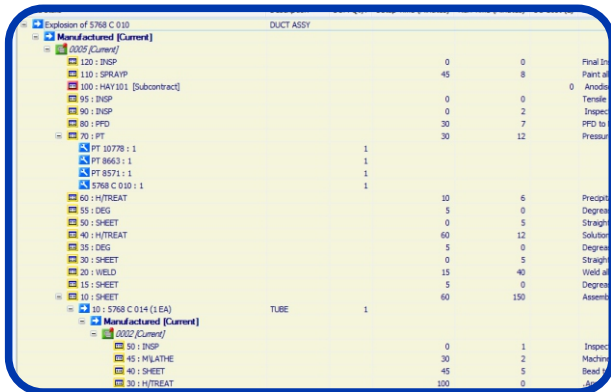 Explosion of 5768 C 010 DUCT ASSY
Manufactured [Current]
0005 [Current]
120 : INSP 0 0 Final In
110 : SPRAYP 45 8 Paint all
100 : HAY101 [Subcontract] 0 Anodis
95 : INSP 0 0 Tensile
90 : INSP 0 2 Inspec
80 : PFD 30 7 PFD to
70 : PT 30 12 Pressur
PT 10778 : 1 1
PT 8663 : 1 1
PT 8571 : 1 1
5768 C 010 : 1 1
60 : H/TREAT 10 6 Precipit
55 : DEG 5 0 Degrea
50 : SHEET 0 5 Straight
40 : H/TREAT 60 12 Solution
35 : DEG 5 0 Degrea
30 : SHEET 0 5 Straight
20 : WELD 15 40 Weld all
15 : SHEET 5 0 Degrea
10 : SHEET 60 150 Assemb
10 : 5768 C 014 (1 EA) TUBE 1
Manufactured [Current]
0002 [Current]
50 : INSP 0 1 Inspec
45 : M\LATHE 30 2 Machine
40 : SHEET 45 5 Bead
30 : H/TREAT 100 0